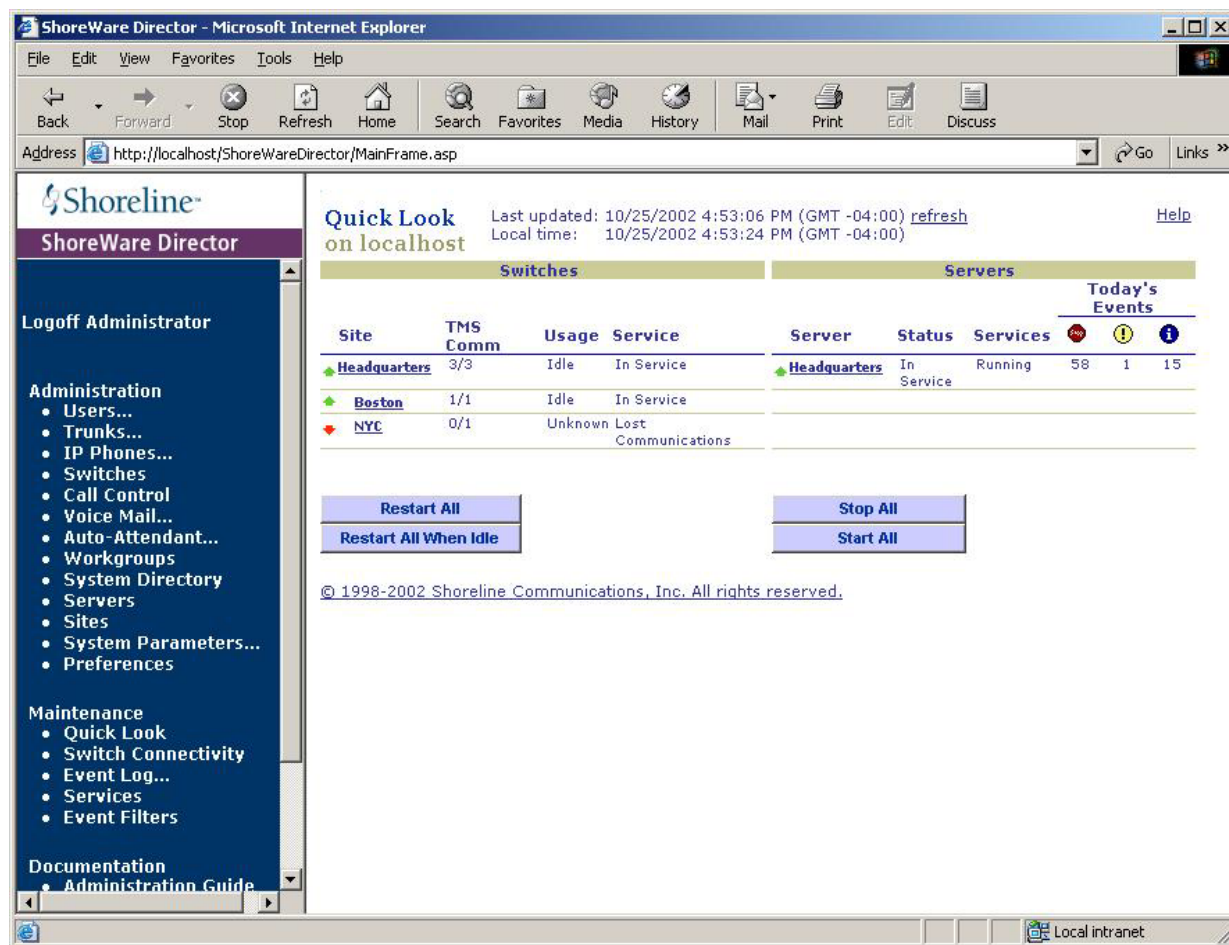 ShoreWare Director - Microsoft Internet Explorer
File Edit View Favorites Tools Help
Back Forward Stop Refresh Home Search Favorites Media History Mail Print Edit Discuss
Address http://localhost/ShoreWareDirector/MainFrame.asp Go Links »
Shoreline
ShoreWare Director
Logoff Administrator
Administration
• Users...
• Trunks...
• IP Phones...
• Switches
• Call Control
• Voice Mail...
• Auto-Attendant...
• Workgroups
• System Directory
• Servers
• Sites
• System Parameters...
• Preferences
Maintenance
• Quick Look
• Switch Connectivity
• Event Log...
• Services
• Event Filters
Documentation
• Administration Guide
Quick Look
on localhost
Last updated: 10/25/2002 4:53:06 PM (GMT -04:00) refresh
Local time: 10/25/2002 4:53:24 PM (GMT -04:00)
Help
Switches
Site TMS Comm Usage Service
Headquarters 3/3 Idle In Service
Boston 1/1 Idle In Service
NYC 0/1 Unknown Lost
Communications
Restart All
Restart All When Idle
Servers
Today's
Events
Server Status Services
Headquarters In Running 58 1 15
Service
Stop All
Start All
© 1998-2002 Shoreline Communications, Inc. All rights reserved.
Local intranet